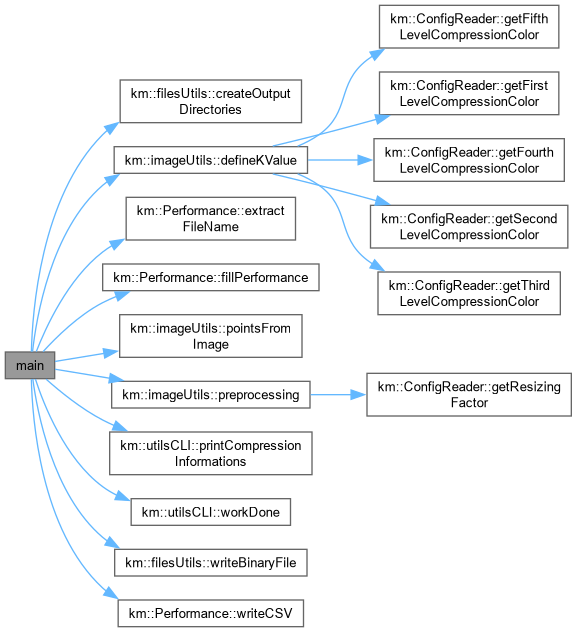 main
km::filesUtils::createOutput
Directories
km::imageUtils::defineKValue
km::Performance::extract
FileName
km::Performance::fillPerformance
km::imageUtils::pointsFrom
Image
km::imageUtils::preprocessing
km::utilsCLI::printCompression
Informations
km::utilsCLI::workDone
km::filesUtils::writeBinaryFile
km::Performance::writeCSV
km::ConfigReader::getFifth
LevelCompressionColor
km::ConfigReader::getFirst
LevelCompressionColor
km::ConfigReader::getFourth
LevelCompressionColor
km::ConfigReader::getSecond
LevelCompressionColor
km::ConfigReader::getThird
LevelCompressionColor
km::ConfigReader::getResizing
Factor